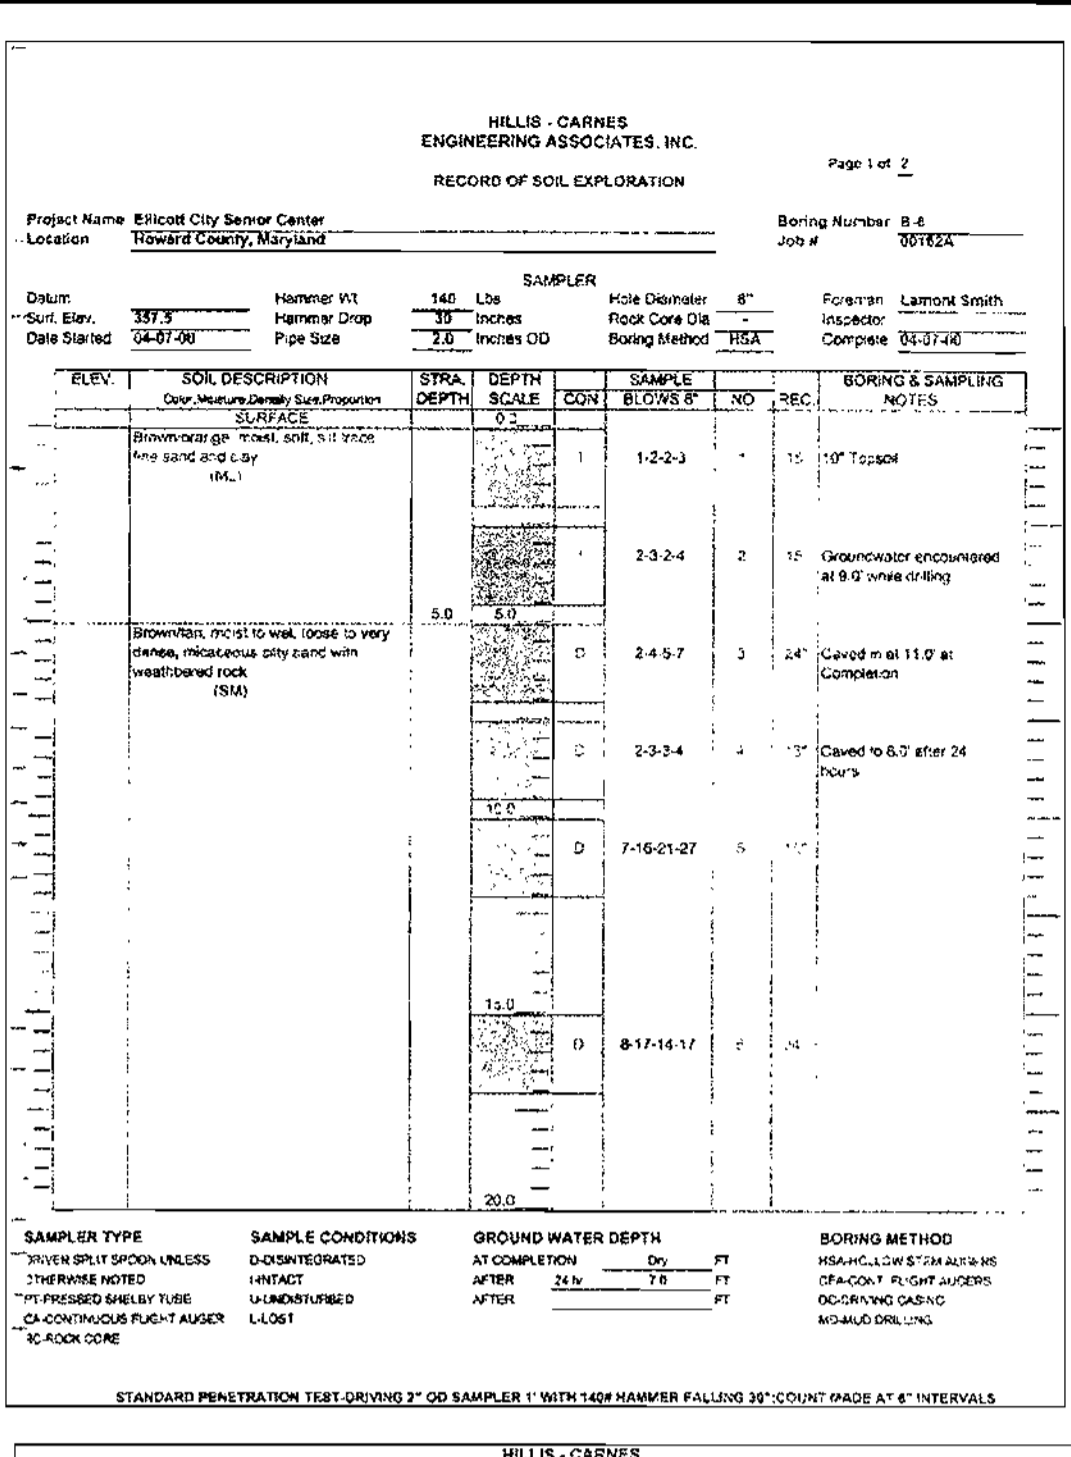 HILLIS - CARNES
ENGINEERING ASSOCIATES, INC.
Page 1 of 2
RECORD OF SOIL EXPLORATION
Project Name Ellicott City Senior Center Boring Number
Location Howard County, Maryland Job # 00162A
SAMPLER
Datum Hammer Wt 140 Lbs Hole Diameter 8" Foreman Lamont Smith
Surf. Elev. 337.5 Hammer Drop 30 Inches Rock Core Dia - Inspector
Date Started 04-07-00 Pipe Size 2.0 Inches OD Boring Method HSA Complete 04-07-00
ELEV. SOIL DESCRIPTION STRA. DEPTH SAMPLE BORING & SAMPLING
Color, Moisture, Density Size, Proportion DEPTH SCALE CON BLOWS 6" NO REC. NOTES
SURFACE 0.0
Brown-orange, moist, soft, silt trace
fine sand and clay I 1-2-2-3 1 15 10" Topsoil
(ML)
I 2-3-2-4 2 15 Groundwater encountered
at 9.0' while drilling
5.0 5.0
Brown/tan, moist to wet, loose to very
dense, micaceous silty sand with D 2-4-5-7 3 24" Caved in at 11.0' at
weathered rock Completion
(SM)
D 2-3-3-4 4 Caved to 8.0' after 24
hours
10.0
D 7-16-21-27 5
15.0
D 8-17-14-17 6
20.0
SAMPLER TYPE SAMPLE CONDITIONS GROUND WATER DEPTH BORING METHOD
DRIVEN SPLIT SPOON UNLESS D-DISINTEGRATED AT COMPLETION Dry FT HSA-HOLLOW STEM AUGERS
OTHERWISE NOTED I-INTACT AFTER 24 hr 7.0 FT CFA-CONT. FLIGHT AUGERS
PT-PRESSED SHELBY TUBE U-UNDISTURBED AFTER FT DC-DRIVING CASING
CA-CONTINUOUS FLIGHT AUGER L-LOST MD-MUD DRILLING
RC-ROCK CORE
STANDARD PENETRATION TEST-DRIVING 2" OD SAMPLER 1' WITH 140# HAMMER FALLING 30":COUNT MADE AT 6" INTERVALS
HILLIS - CARNES